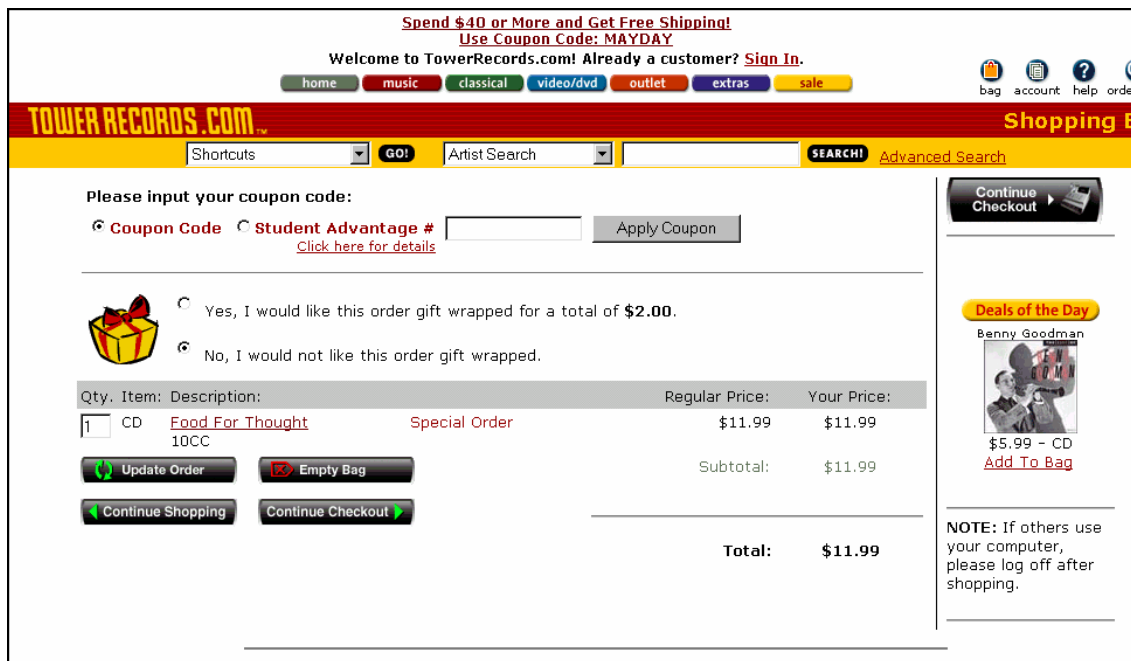 Spend $40 or More and Get Free Shipping!
Use Coupon Code: MAYDAY
Welcome to TowerRecords.com! Already a customer? Sign In.
home music classical video/dvd outlet extras sale
bag account help orde
TOWER RECORDS.COM™
Shopping
Shortcuts GO! Artist Search SEARCH! Advanced Search
Please input your coupon code:
Coupon Code Student Advantage # Apply Coupon
Click here for details
Yes, I would like this order gift wrapped for a total of $2.00.
No, I would not like this order gift wrapped.
Qty. Item: Description: Regular Price: Your Price:
1 CD Food For Thought Special Order $11.99 $11.99
10CC
Update Order Empty Bag Subtotal: $11.99
Continue Shopping Continue Checkout
Total: $11.99
Continue
Checkout
Deals of the Day
Benny Goodman
BENNY
GOODMAN
$5.99 - CD
Add To Bag
NOTE: If others use
your computer,
please log off after
shopping.